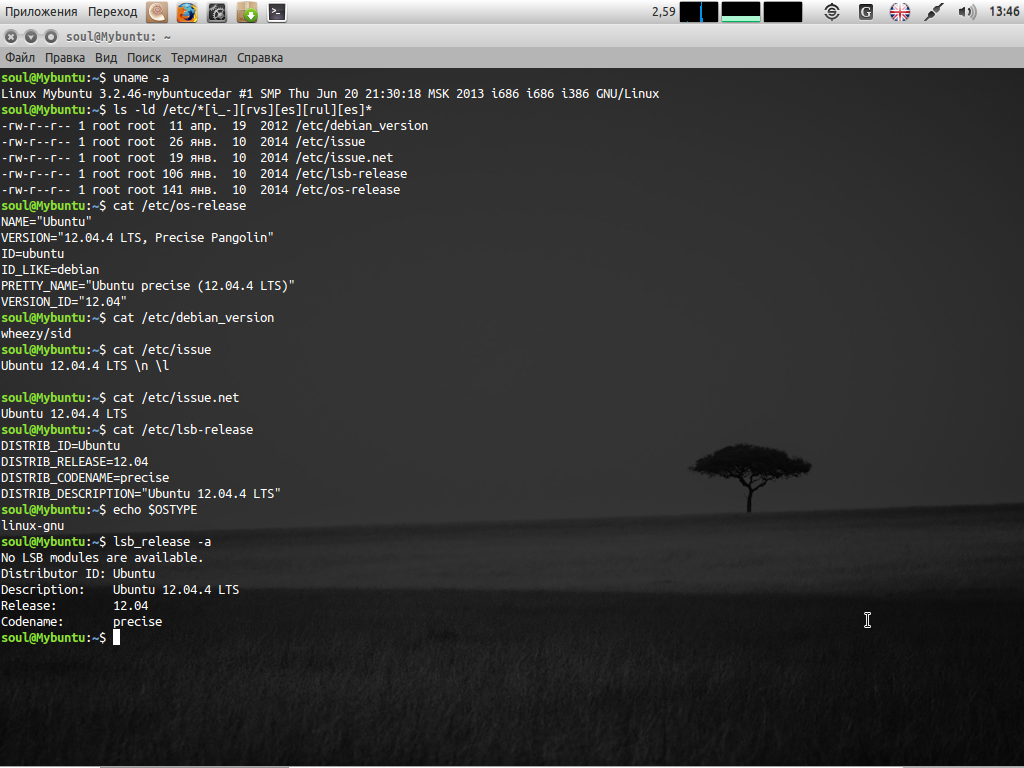 Приложения Переход 2,59 G 13:46
soul@Mybuntu: ~
Файл Правка Вид Поиск Терминал Справка
soul@Mybuntu:~$ uname -a
Linux Mybuntu 3.2.46-mybuntucedar #1 SMP Thu Jun 20 21:30:18 MSK 2013 i686 i686 i386 GNU/Linux
soul@Mybuntu:~$ ls -ld /etc/*[i_-][rvs][es][rul][es]*
-rw-r--r-- 1 root root  11 апр.  19  2012 /etc/debian_version
-rw-r--r-- 1 root root  26 янв.  10  2014 /etc/issue
-rw-r--r-- 1 root root  19 янв.  10  2014 /etc/issue.net
-rw-r--r-- 1 root root 106 янв.  10  2014 /etc/lsb-release
-rw-r--r-- 1 root root 141 янв.  10  2014 /etc/os-release
soul@Mybuntu:~$ cat /etc/os-release
NAME="Ubuntu"
VERSION="12.04.4 LTS, Precise Pangolin"
ID=ubuntu
ID_LIKE=debian
PRETTY_NAME="Ubuntu precise (12.04.4 LTS)"
VERSION_ID="12.04"
soul@Mybuntu:~$ cat /etc/debian_version
wheezy/sid
soul@Mybuntu:~$ cat /etc/issue
Ubuntu 12.04.4 LTS \n \l
soul@Mybuntu:~$ cat /etc/issue.net
Ubuntu 12.04.4 LTS
soul@Mybuntu:~$ cat /etc/lsb-release
DISTRIB_ID=Ubuntu
DISTRIB_RELEASE=12.04
DISTRIB_CODENAME=precise
DISTRIB_DESCRIPTION="Ubuntu 12.04.4 LTS"
soul@Mybuntu:~$ echo $OSTYPE
linux-gnu
soul@Mybuntu:~$ lsb_release -a
No LSB modules are available.
Distributor ID: Ubuntu
Description:    Ubuntu 12.04.4 LTS
Release:        12.04
Codename:       precise
soul@Mybuntu:~$